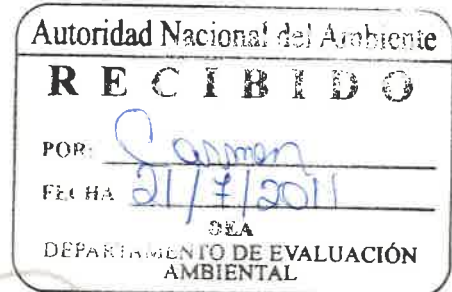 Autoridad Nacional del Ambiente
RECIBIDO
POR: Carmen
FECHA 21/7/2011
DEA
DEPARTAMENTO DE EVALUACIÓN
AMBIENTAL